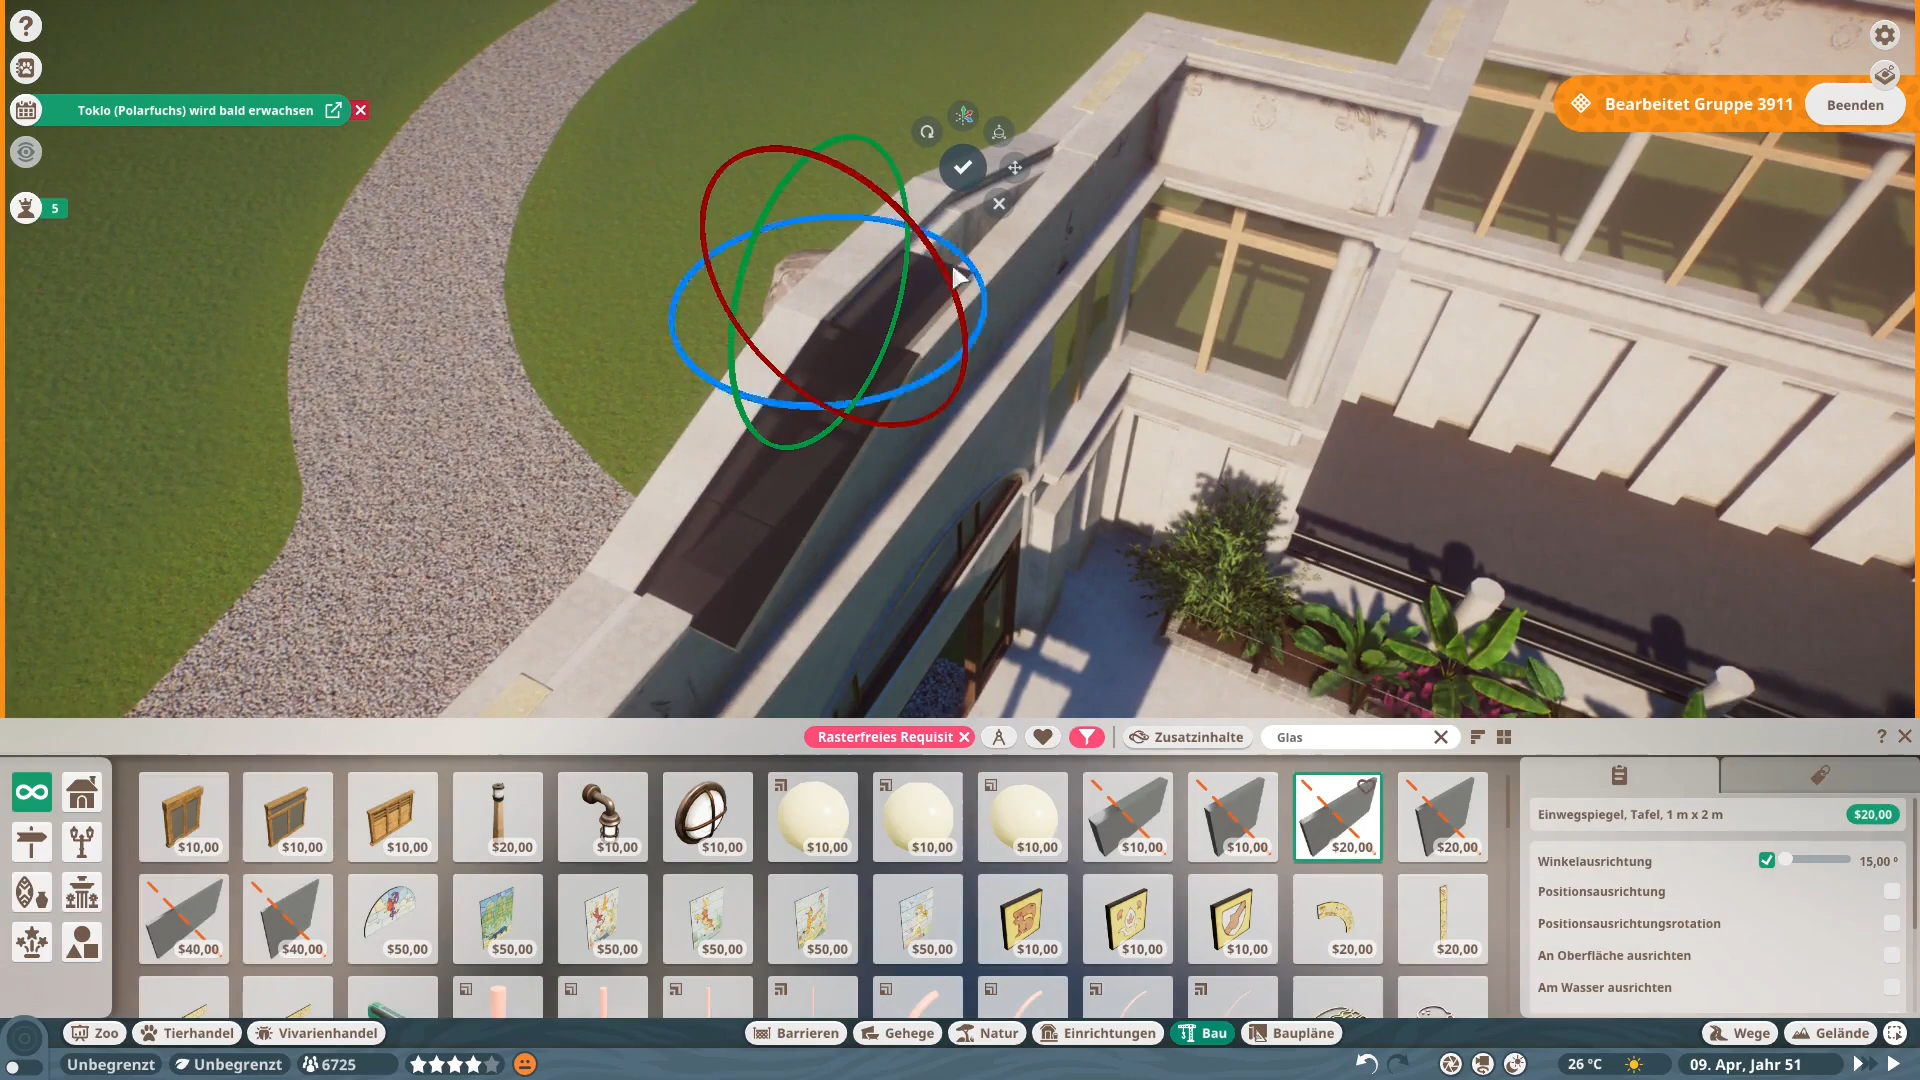 ?
Toklo (Polarfuchs) wird bald erwachsen
5
Bearbeitet Gruppe 3911
Beenden
Rasterfreies Requisit
Zusatzinhalte
Glas
?
$10,00
$10,00
$10,00
$20,00
$10,00
$10,00
$10,00
$10,00
$10,00
$10,00
$10,00
$20,00
$20,00
$40,00
$40,00
$50,00
$50,00
$50,00
$50,00
$50,00
$50,00
$10,00
$10,00
$10,00
$20,00
$20,00
Einwegspiegel, Tafel, 1 m x 2 m
$20,00
Winkelausrichtung
15,00 °
Positionsausrichtung
Positionsausrichtungsrotation
An Oberfläche ausrichten
Am Wasser ausrichten
Zoo
Tierhandel
Vivarienhandel
Barrieren
Gehege
Natur
Einrichtungen
Bau
Baupläne
Wege
Gelände
Unbegrenzt
Unbegrenzt
6725
26 °C
09. Apr, Jahr 51